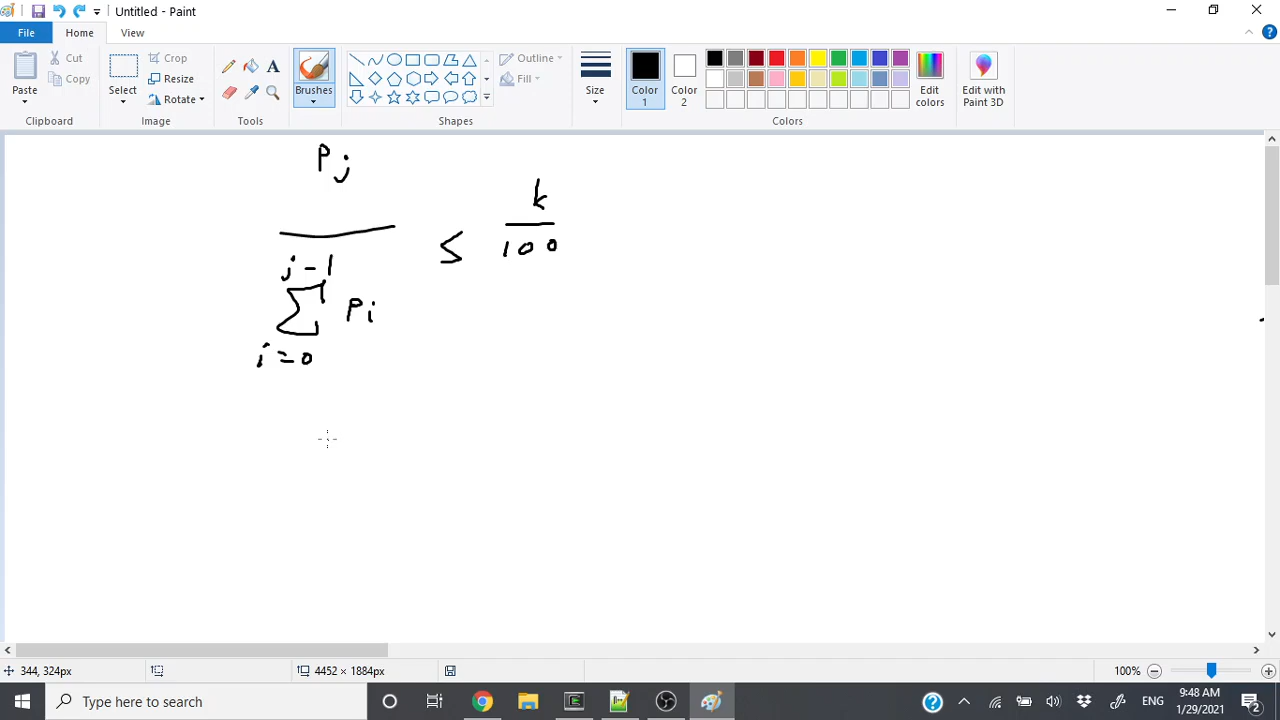 Untitled - Paint
File Home View
Paste
Cut
Copy
Clipboard
Select
Crop
Resize
Rotate
Image
A
Tools
Brushes
Shapes
Outline
Fill
Size
Color 1
Color 2
Edit colors
Colors
Edit with Paint 3D
Pj
j-1
Σ Pi
i=0
≤
k
100
344, 324px
4452 × 1884px
100%
Type here to search
ENG
9:48 AM
1/29/2021
2